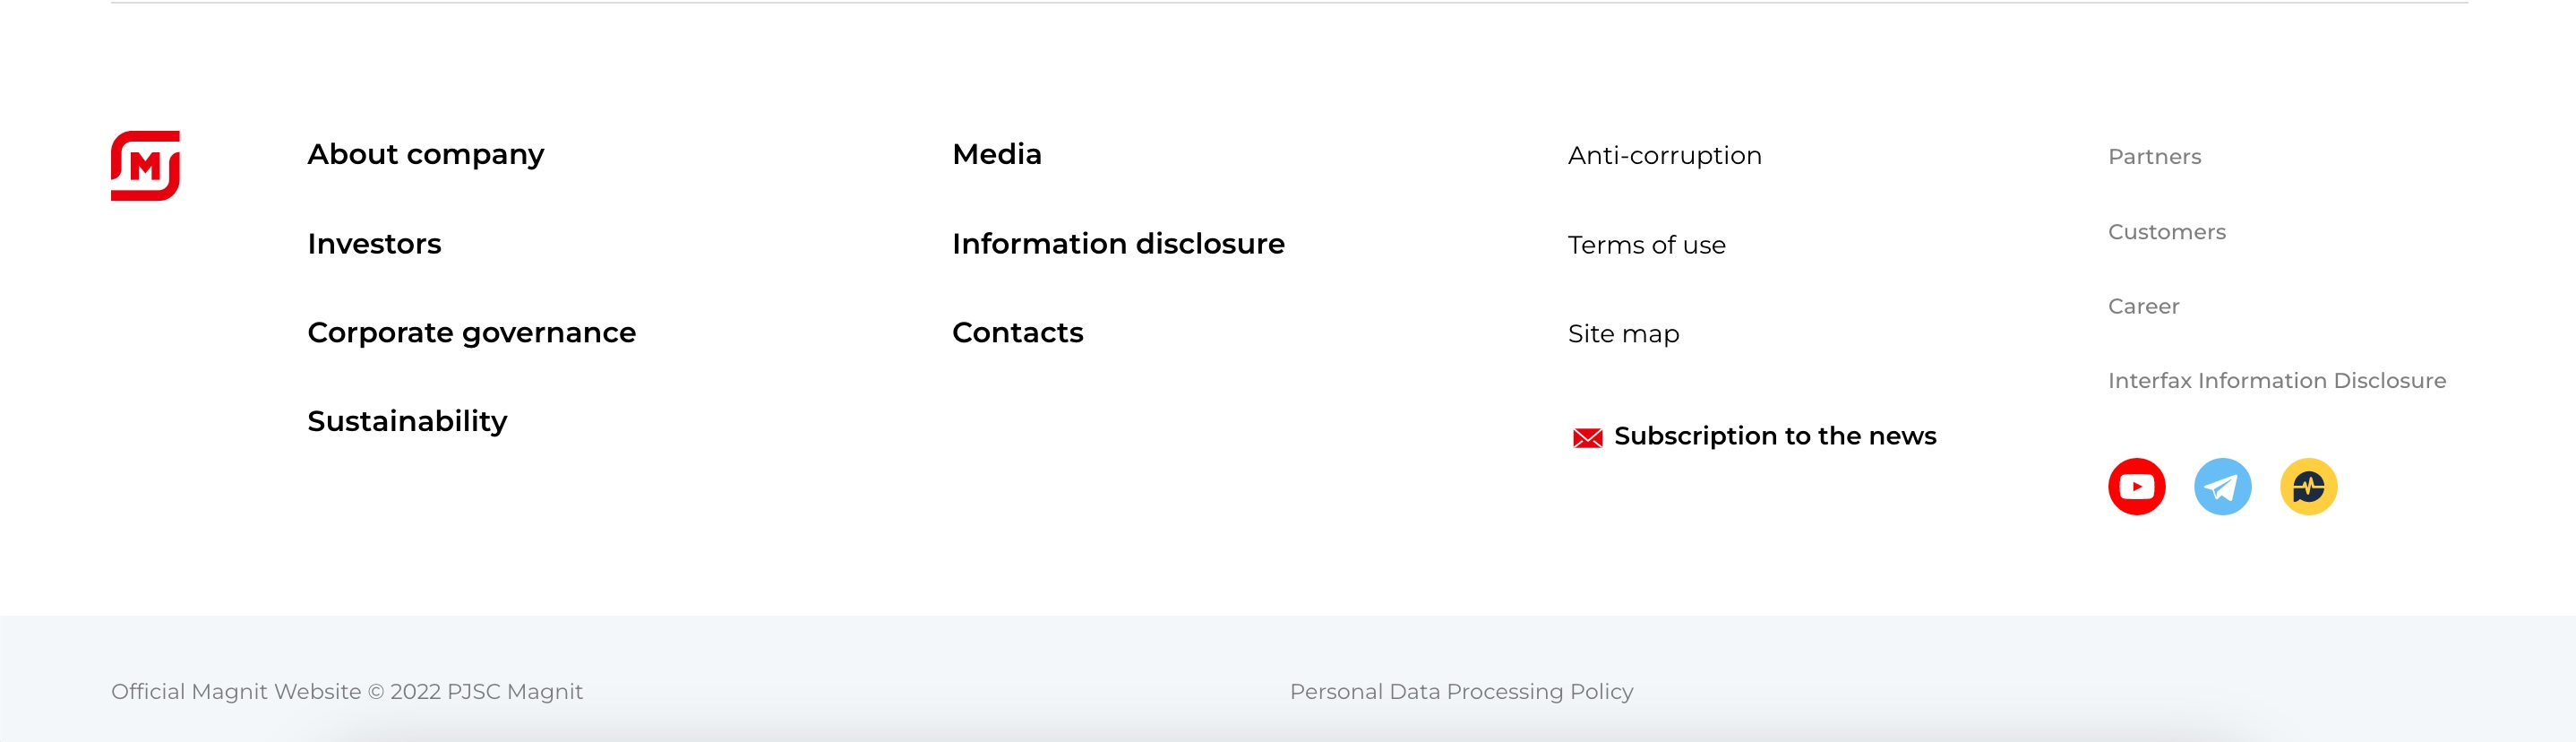 M
About company
Investors
Corporate governance
Sustainability
Media
Information disclosure
Contacts
Anti-corruption
Terms of use
Site map
Subscription to the news
Partners
Customers
Career
Interfax Information Disclosure
Official Magnit Website © 2022 PJSC Magnit
Personal Data Processing Policy